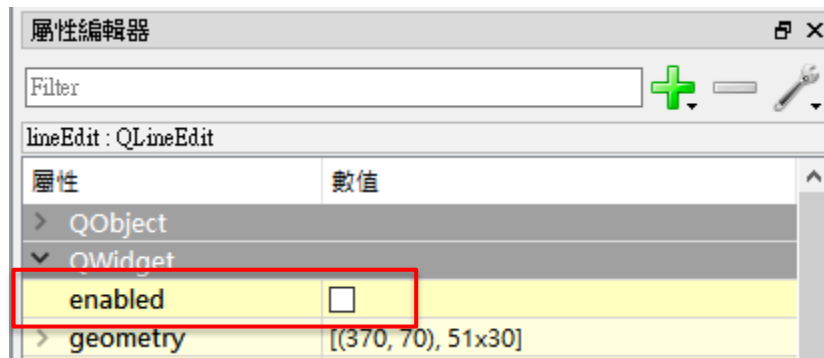 屬性編輯器
Filter
lineEdit : QLineEdit
屬性 數值
QObject
QWidget
enabled
geometry [(370, 70), 51x30]